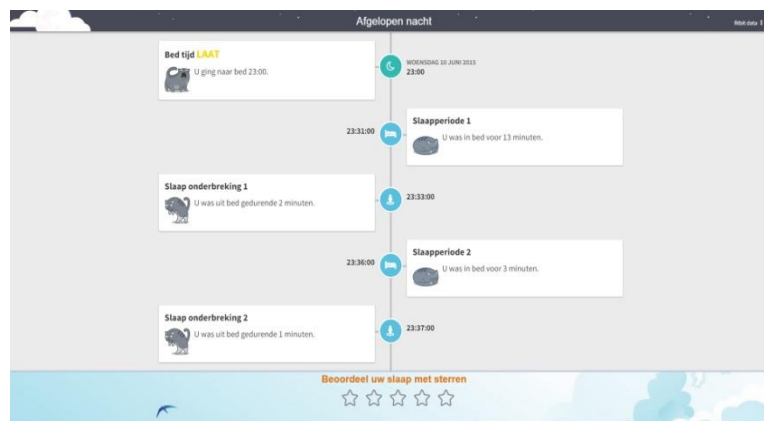 Afgelopen nacht
fitbit data
Bed tijd LAAT
U ging naar bed 23:00.
WOENSDAG 10 JUNI 2015
23:00
23:31:00
Slaapperiode 1
U was in bed voor 13 minuten.
Slaap onderbreking 1
U was uit bed gedurende 2 minuten.
23:33:00
23:36:00
Slaapperiode 2
U was in bed voor 3 minuten.
Slaap onderbreking 2
U was uit bed gedurende 1 minuten.
23:37:00
Beoordeel uw slaap met sterren